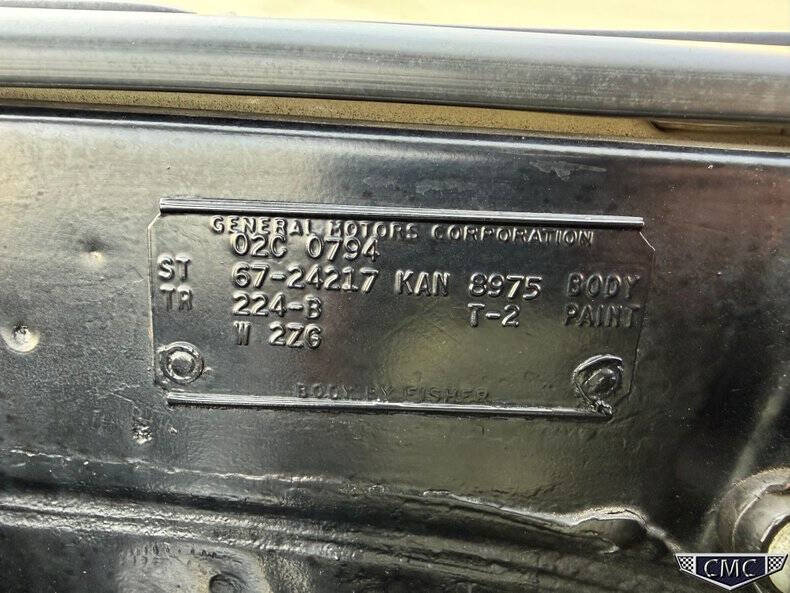 GENERAL MOTORS CORPORATION
02C 0794
ST 67-24217 KAN 8975 BODY
TR 224-B T-2 PAINT
W 2ZG
BODY BY FISHER
CMC